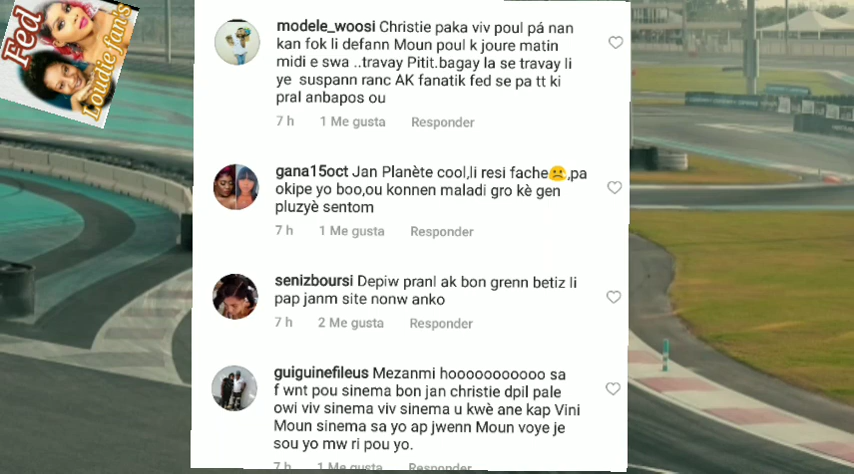 Fed
Loudie fan's
modele_woosi Christie paka viv poul pá nan
kan fok li defann Moun poul k joure matin
midi e swa ..travay Pitit.bagay la se travay li
ye suspann ranc AK fanatik fed se pa tt ki
pral anbapos ou
7 h 1 Me gusta Responder
gana15oct Jan Planète cool,li resi fache☹️,pa
okipe yo boo,ou konnen maladi gro kè gen
pluzyè sentom
7 h 1 Me gusta Responder
senizboursi Depiw pranl ak bon grenn betiz li
pap janm site nonw anko
7 h 2 Me gusta Responder
guiguinefileus Mezanmi hooooooooooo sa
f wnt pou sinema bon jan christie dpil pale
owi viv sinema viv sinema u kwè ane kap Vini
Moun sinema sa yo ap jwenn Moun voye je
sou yo mw ri pou yo.
7 h 1 Me gusta Responder